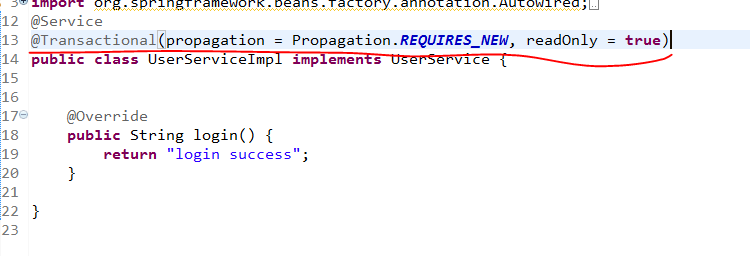 3 import org.springframework.beans.factory.annotation.Autowired;
12 @Service
13 @Transactional(propagation = Propagation.REQUIRES_NEW, readOnly = true)
14 public class UserServiceImpl implements UserService {
15
16
17 @Override
18 public String login() {
19 return "login success";
20 }
21
22 }
23